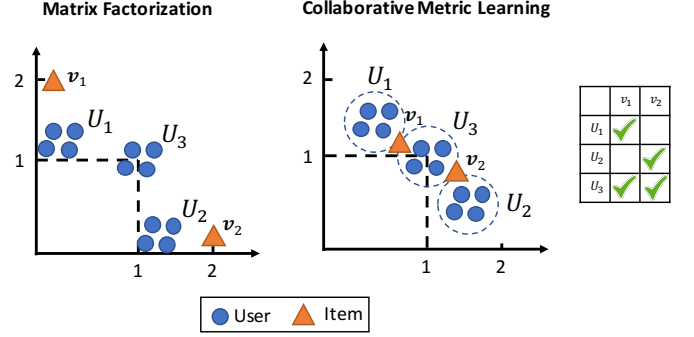 Matrix Factorization
2
v₁
U₁
U₃
1
U₂
v₂
1
2
Collaborative Metric Learning
2
U₁
v₁
U₃
1
v₂
U₂
1
2
v₁ v₂
U₁
U₂
U₃
User Item